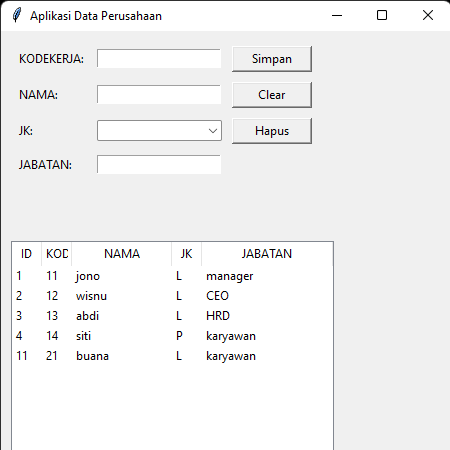 Aplikasi Data Perusahaan
KODEKERJA: Simpan
NAMA: Clear
JK: Hapus
JABATAN:
ID KOD NAMA JK JABATAN
1 11 jono L manager
2 12 wisnu L CEO
3 13 abdi L HRD
4 14 siti P karyawan
11 21 buana L karyawan